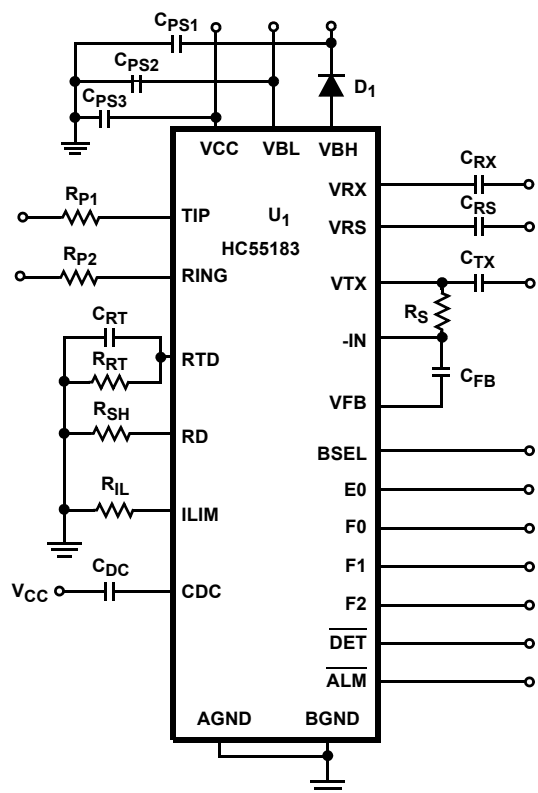 CPS1
CPS2
D1
CPS3
VCC VBL VBH
CRX
VRX
RP1
CRS
TIP U1 VRS
HC55183
RP2
CTX
RING VTX
CRT
RS
-IN
RTD
RRT
CFB
RSH
VFB
RD
BSEL
RIL
E0
ILIM
F0
CDC
F1
VCC CDC
F2
DET
ALM
AGND BGND